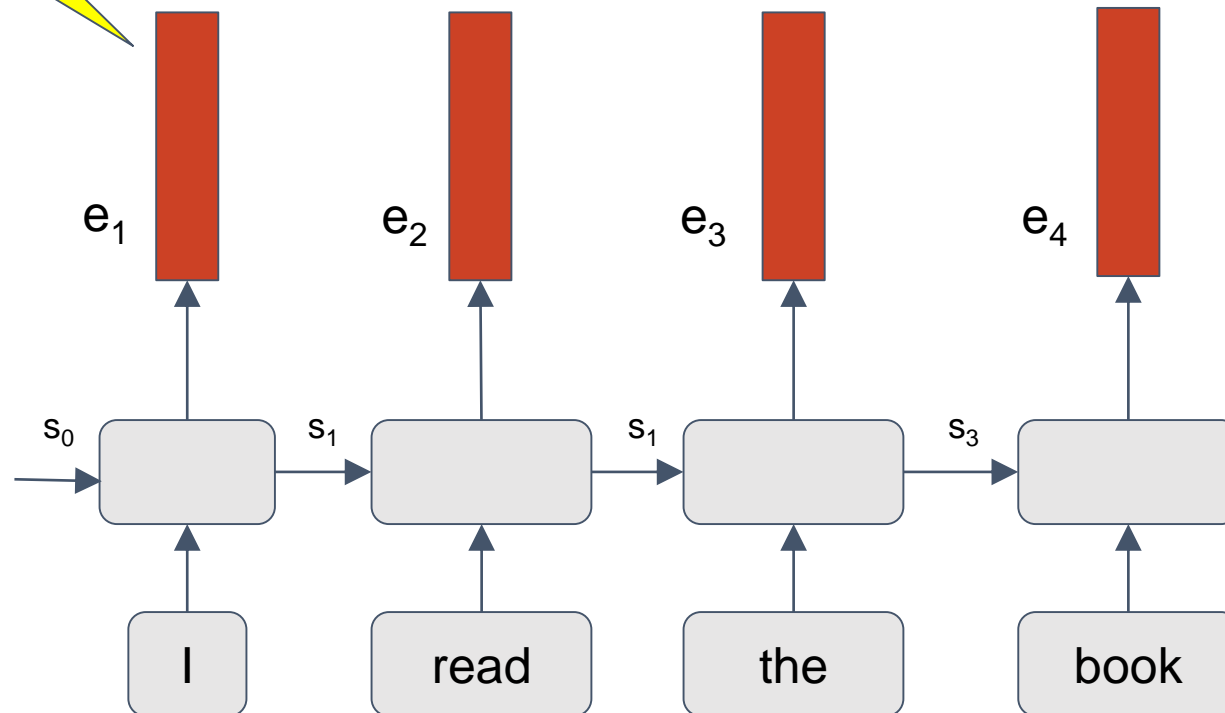 e₁ e₂ e₃ e₄
s₀ s₁ s₁ s₃
I read the book